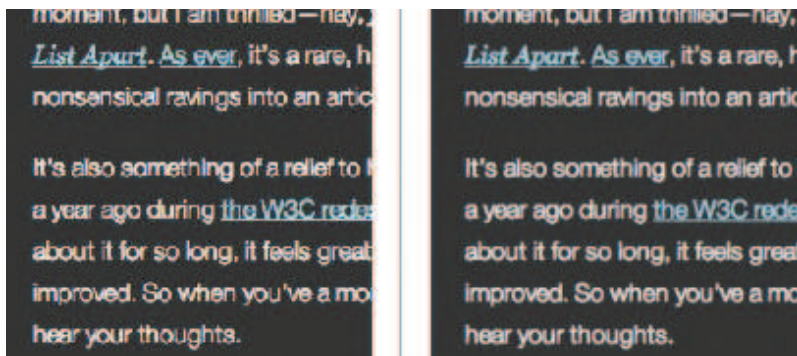 moment, but I am thrilled—nay,
List Apart. As ever, it's a rare, h
nonsensical ravings into an artic
It's also something of a relief to
a year ago during the W3C rede
about it for so long, it feels great
improved. So when you've a mo
hear your thoughts.
moment, but I am thrilled—nay,
List Apart. As ever, it's a rare, h
nonsensical ravings into an artic
It's also something of a relief to
a year ago during the W3C rede
about it for so long, it feels great
improved. So when you've a mo
hear your thoughts.